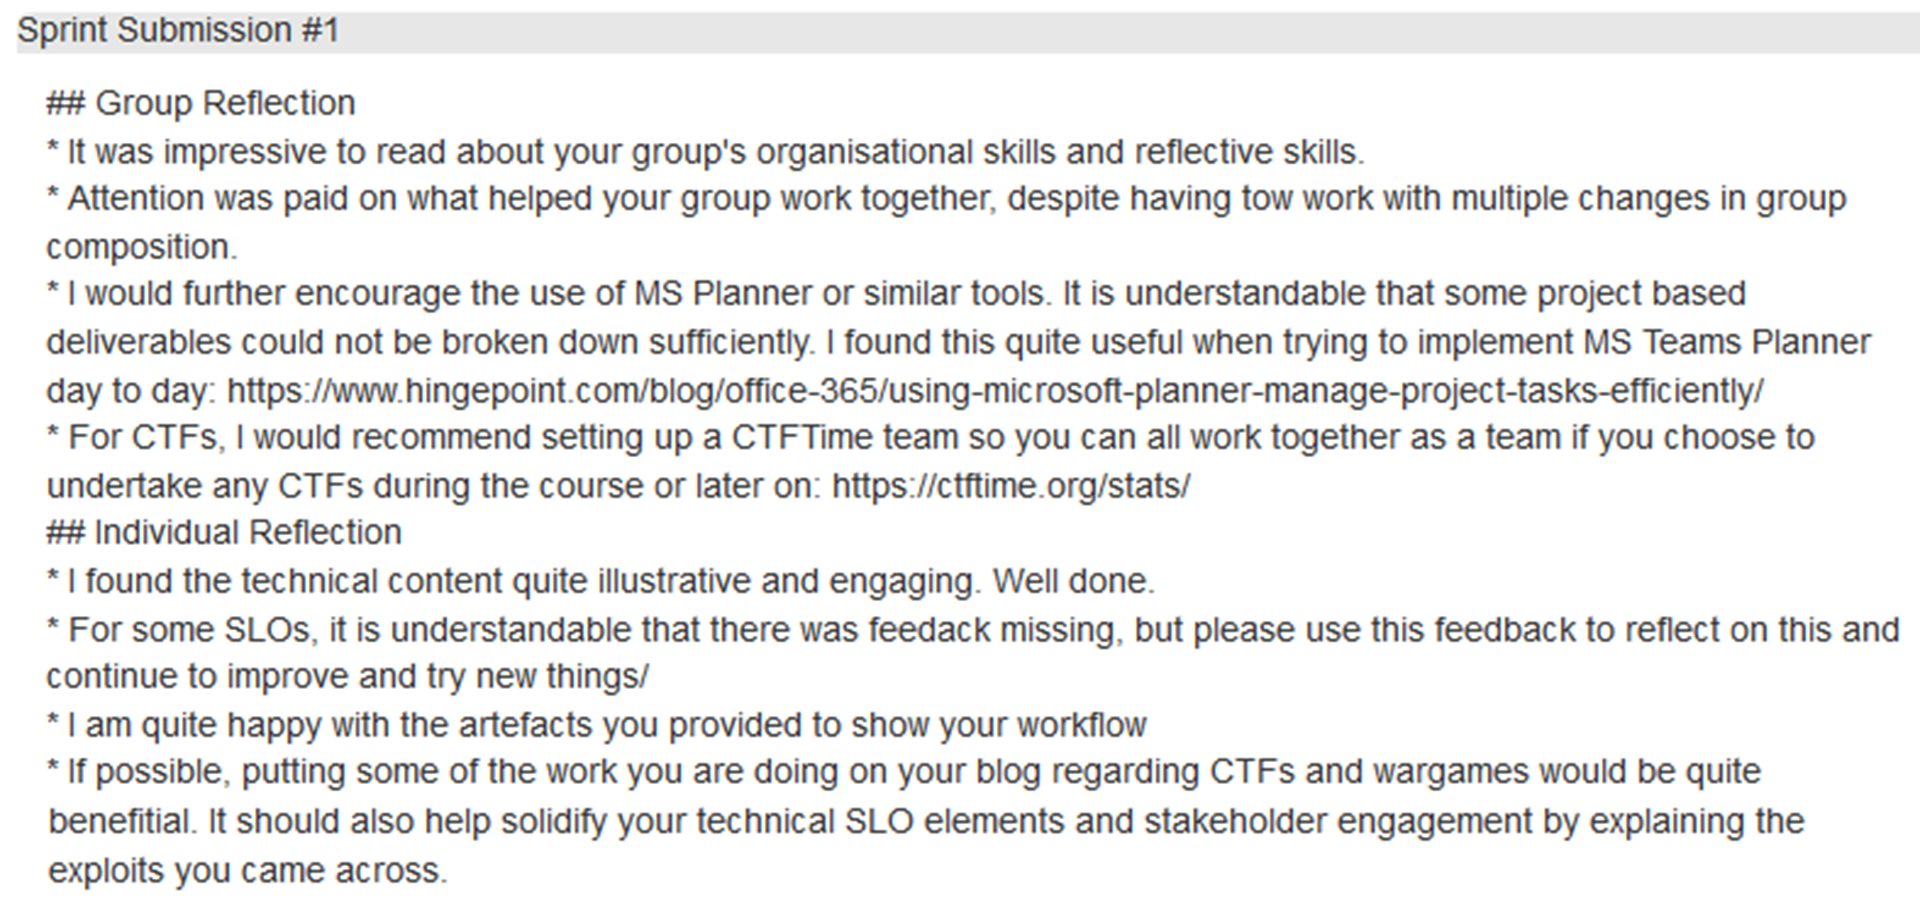 Sprint Submission #1
## Group Reflection
* It was impressive to read about your group's organisational skills and reflective skills.
* Attention was paid on what helped your group work together, despite having tow work with multiple changes in group
composition.
* I would further encourage the use of MS Planner or similar tools. It is understandable that some project based
deliverables could not be broken down sufficiently. I found this quite useful when trying to implement MS Teams Planner
day to day: https://www.hingepoint.com/blog/office-365/using-microsoft-planner-manage-project-tasks-efficiently/
* For CTFs, I would recommend setting up a CTFTime team so you can all work together as a team if you choose to
undertake any CTFs during the course or later on: https://ctftime.org/stats/
## Individual Reflection
* I found the technical content quite illustrative and engaging. Well done.
* For some SLOs, it is understandable that there was feedack missing, but please use this feedback to reflect on this and
continue to improve and try new things/
* I am quite happy with the artefacts you provided to show your workflow
* If possible, putting some of the work you are doing on your blog regarding CTFs and wargames would be quite
benefitial. It should also help solidify your technical SLO elements and stakeholder engagement by explaining the
exploits you came across.